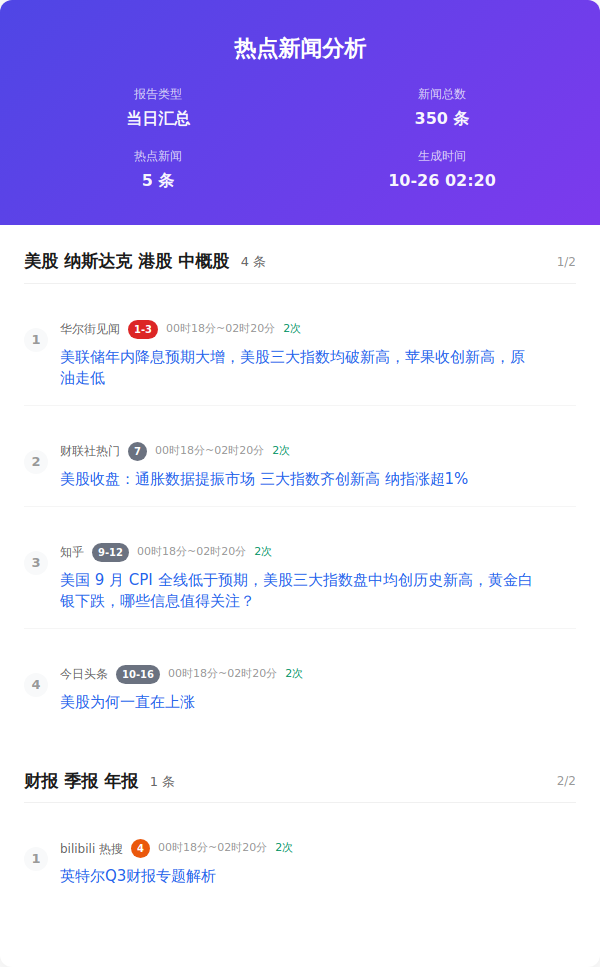 热点新闻分析
报告类型
新闻总数
当日汇总
350 条
热点新闻
生成时间
5 条
10-26 02:20
美股 纳斯达克 港股 中概股 4 条 1/2
1 华尔街见闻 1-3 00时18分~02时20分 2次
美联储年内降息预期大增，美股三大指数均破新高，苹果收创新高，原
油走低
2 财联社热门 7 00时18分~02时20分 2次
美股收盘：通胀数据提振市场 三大指数齐创新高 纳指涨超1%
3 知乎 9-12 00时18分~02时20分 2次
美国 9 月 CPI 全线低于预期，美股三大指数盘中均创历史新高，黄金白
银下跌，哪些信息值得关注？
4 今日头条 10-16 00时18分~02时20分 2次
美股为何一直在上涨
财报 季报 年报 1 条 2/2
1 bilibili 热搜 4 00时18分~02时20分 2次
英特尔Q3财报专题解析